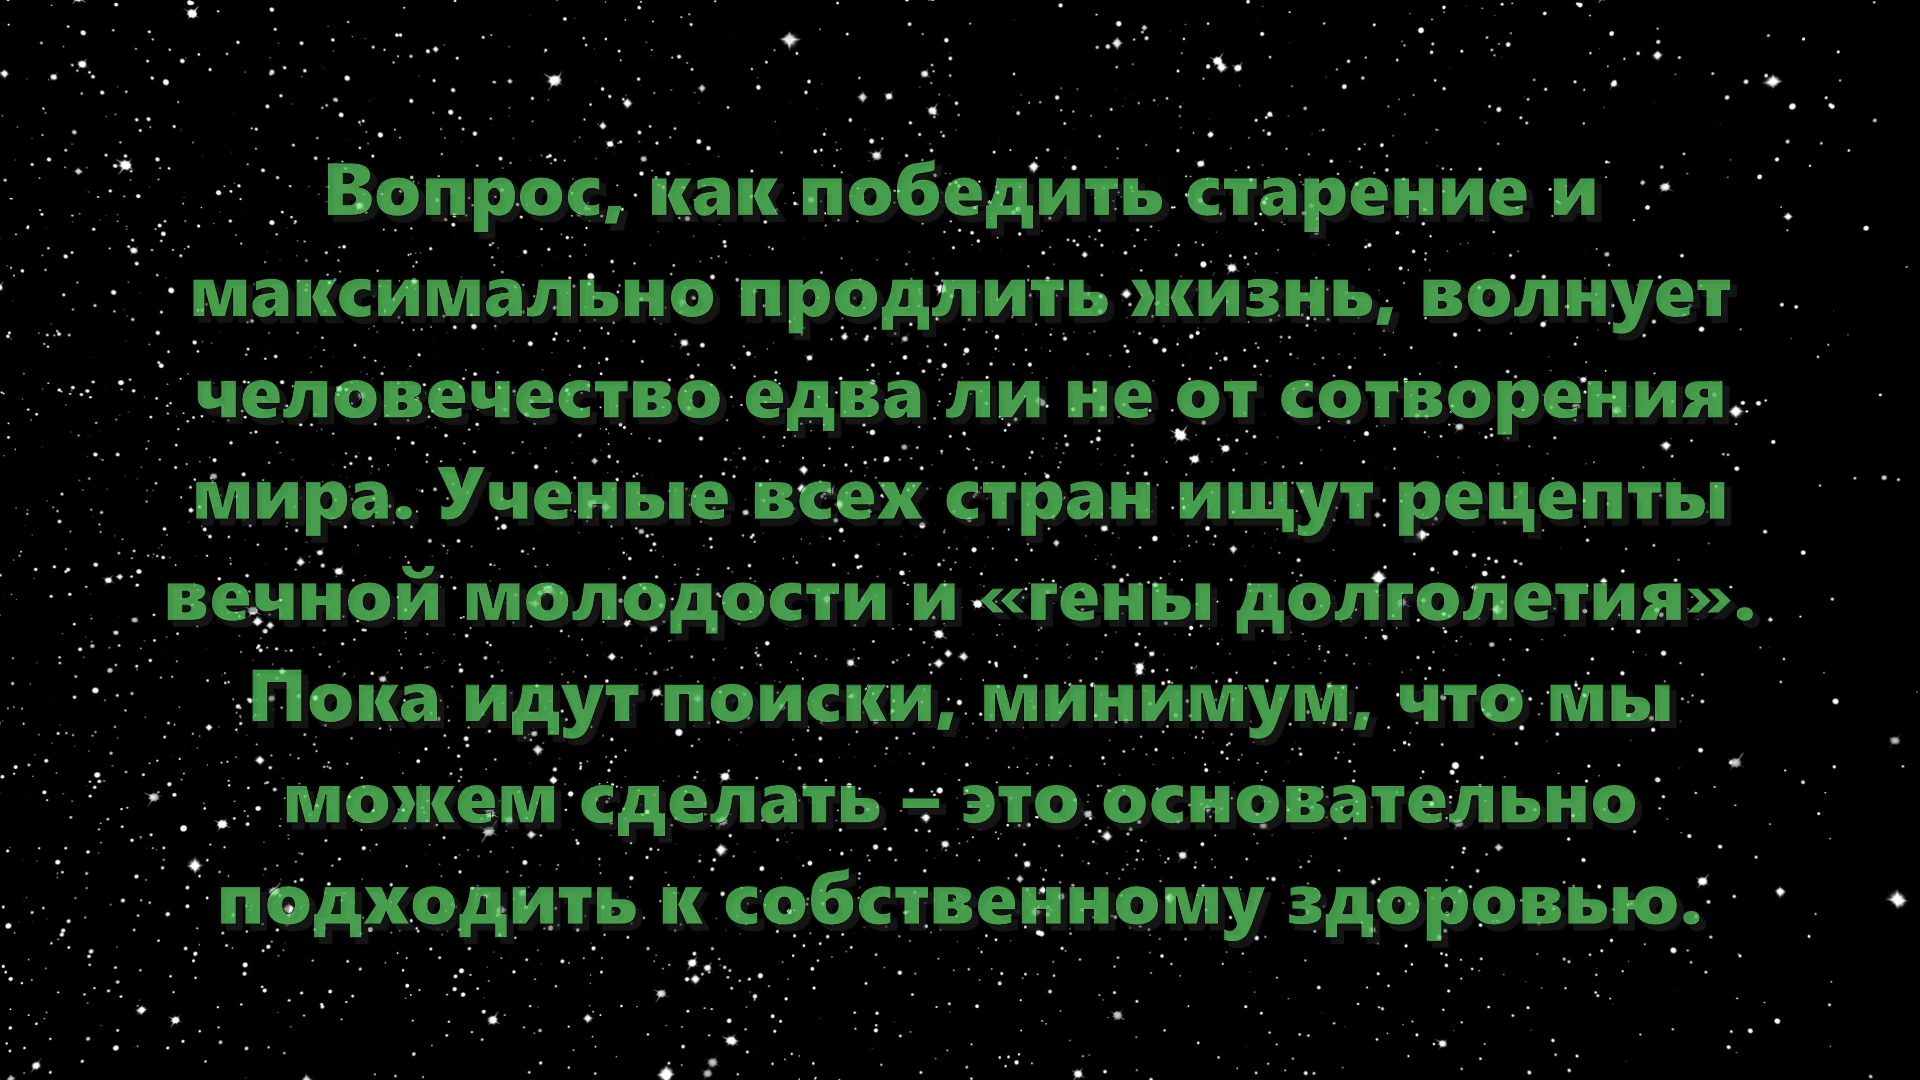 Вопрос, как победить старение и
максимально продлить жизнь, волнует
человечество едва ли не от сотворения
мира. Ученые всех стран ищут рецепты
вечной молодости и «гены долголетия».
Пока идут поиски, минимум, что мы
можем сделать – это основательно
подходить к собственному здоровью.